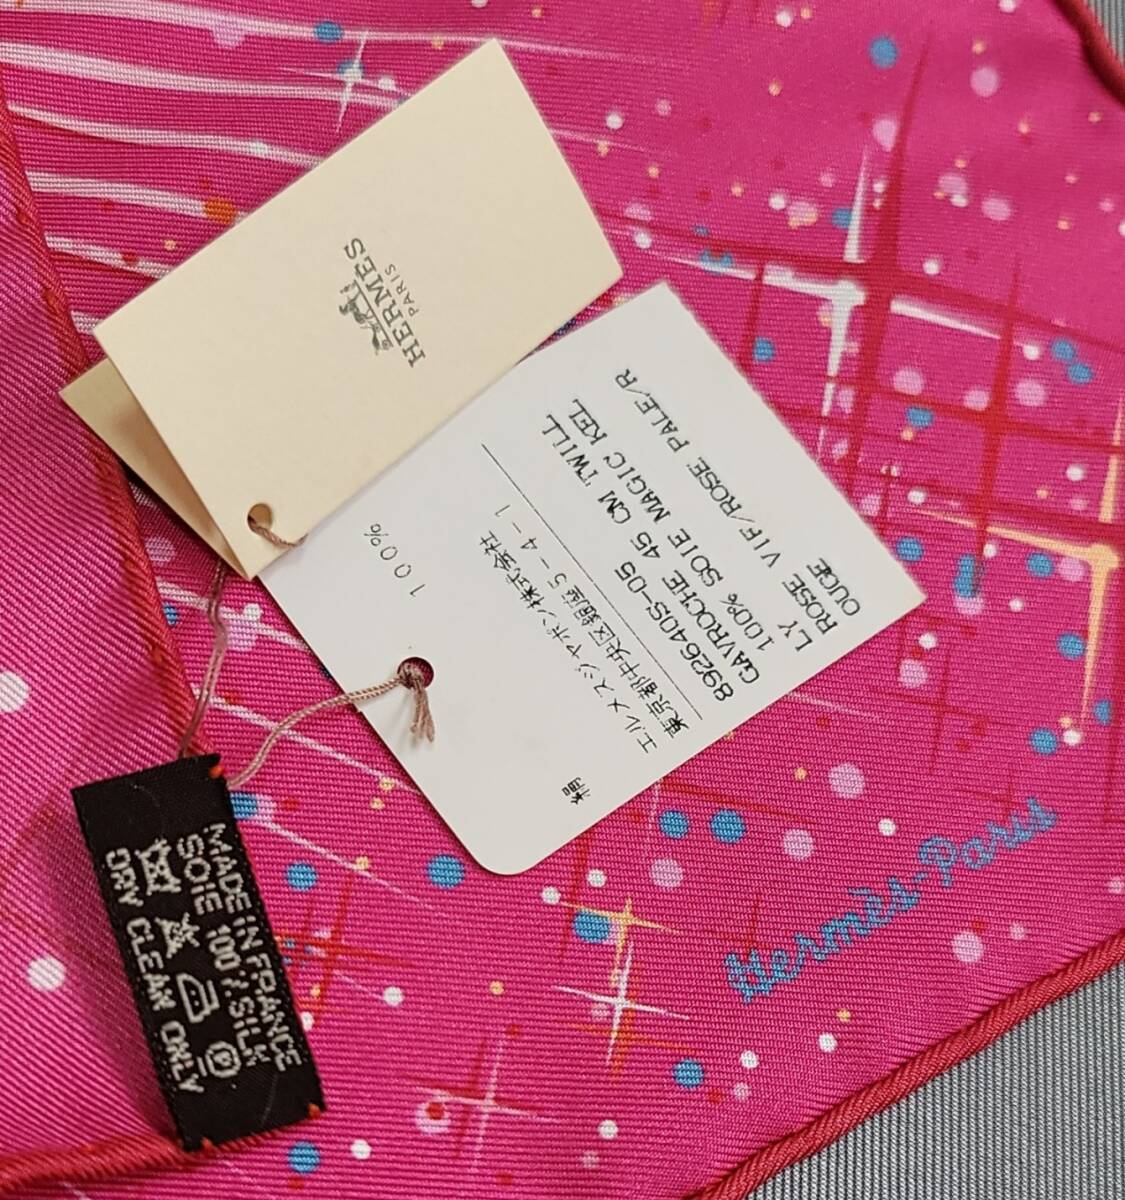 HERMES
PARIS
892640S-05
GAVROCHE 45 CM TWILL
100% SOIE MAGIC KEL
LY
ROSE VIF/ROSE PALE/R
OUGE
エルメスジャポン株式会社
東京都中央区銀座5-4-1
絹
100%
MADE IN FRANCE
SOIE 100% SILK
P
DRY CLEAN ONLY
Hermès-Paris